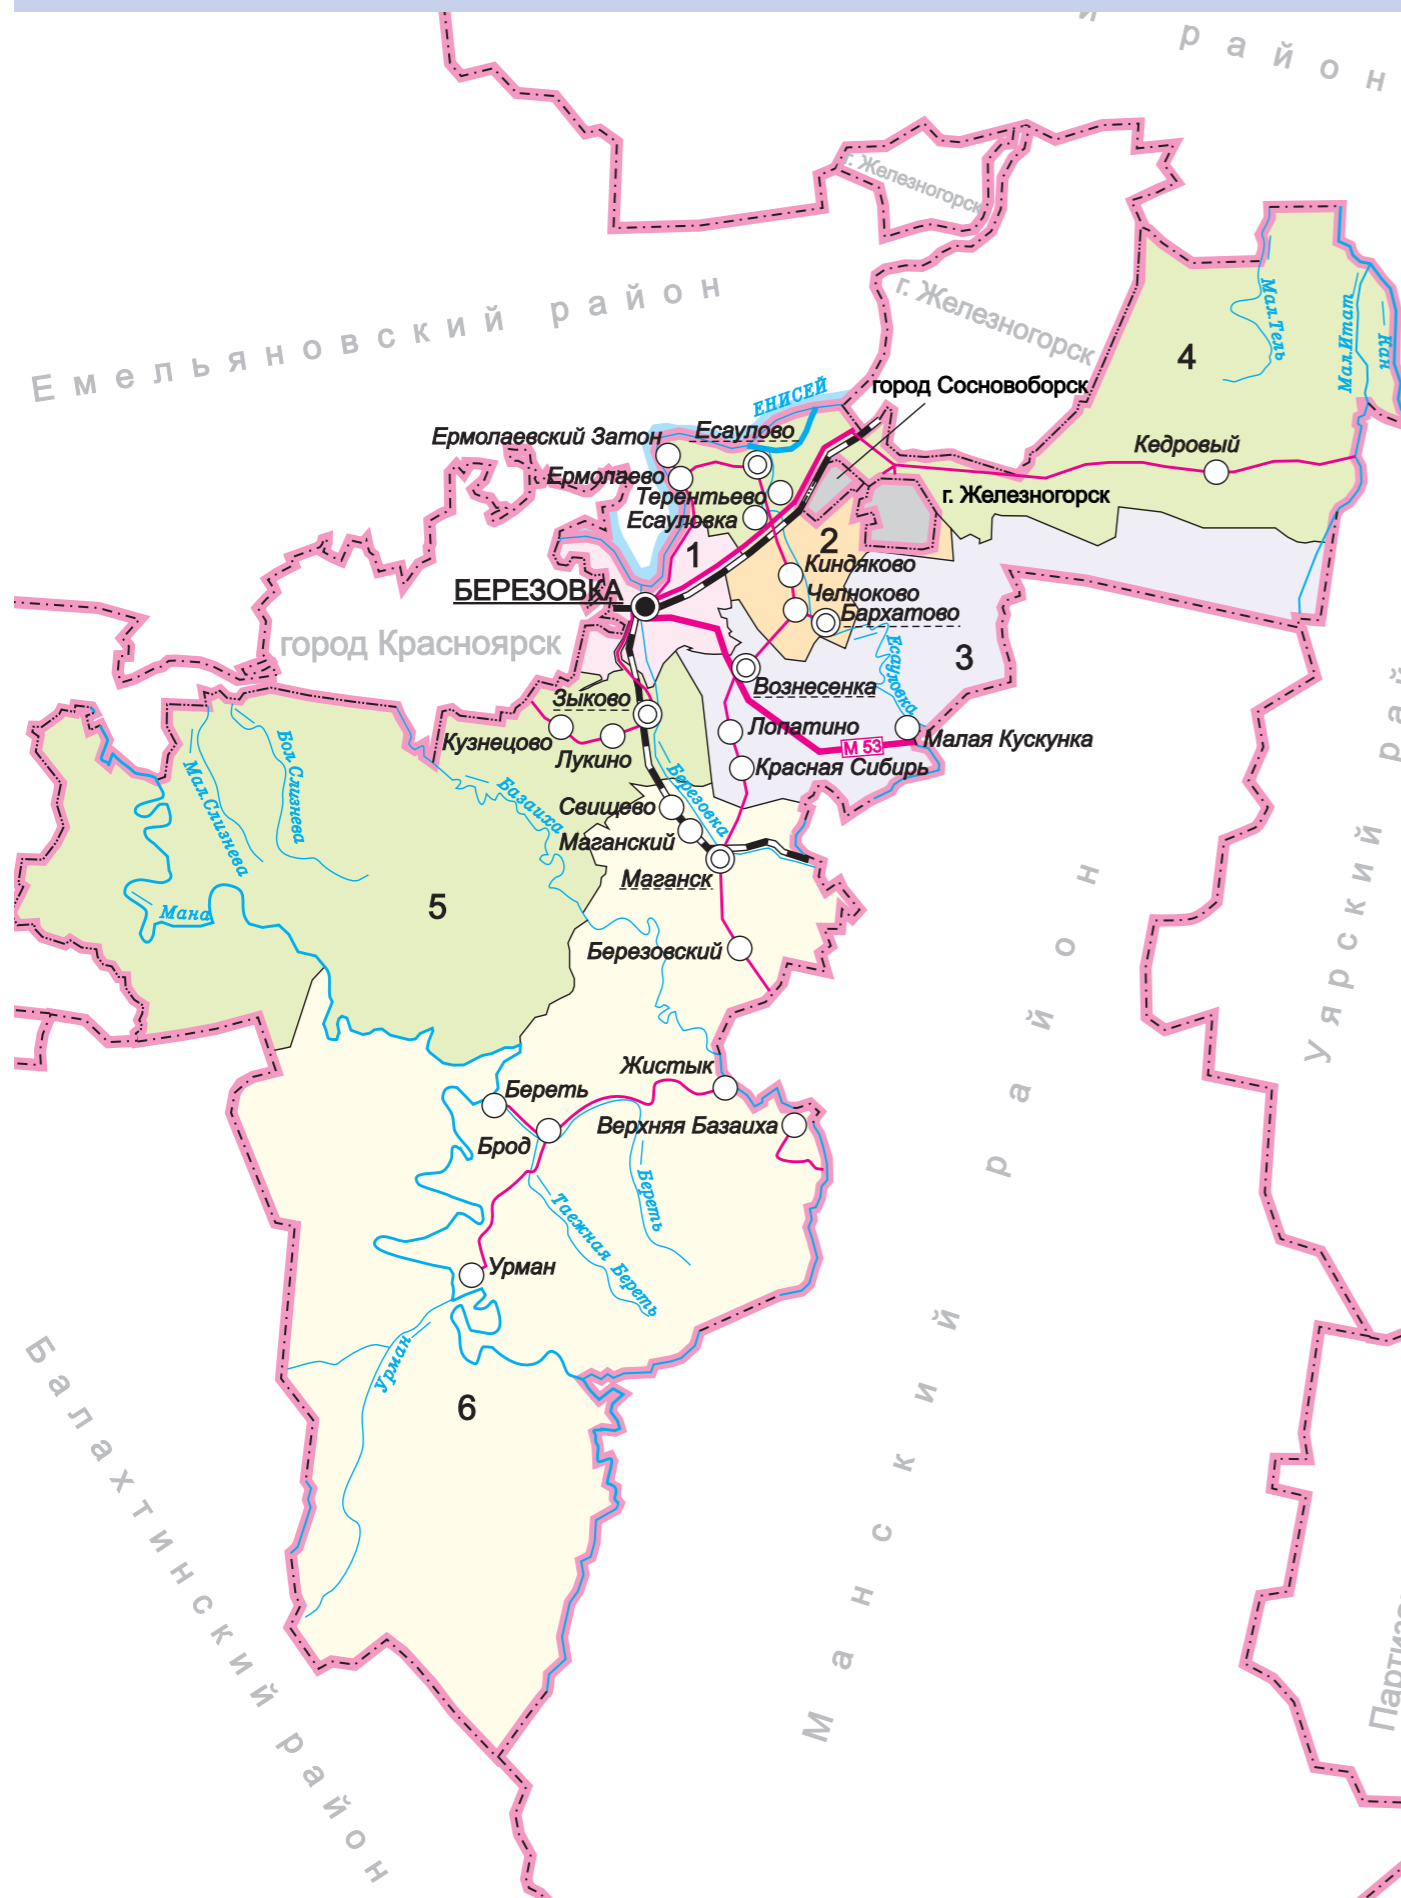 й район
г. Железногорск
Емельяновский район
г. Железногорск
4
Мал.Тель
Мал.Итат
Кан
ЕНИСЕЙ
город Сосновоборск
Ермолаевский Затон
Есаулово
Кедровый
Ермолаево
Терентьево
г. Железногорск
Есауловка
1
2
Киндяково
БЕРЕЗОВКА
Челноково
Бархатово
город Красноярск
3
Есауловка
Зыково
Вознесенка
Кузнецово
Лукино
Лопатино
М 53
Малая Кускунка
Красная Сибирь
Бол Слизнева
Мал.Слизнева
Базаиха
Березовка
Свищево
Маганский
Маганск
5
Мана
Березовский
Уярский рай
Жистык
Береть
Верхняя Базаиха
Брод
Береть
Таежная Береть
Урман
Урман
6
Балахтинский район
Манский район